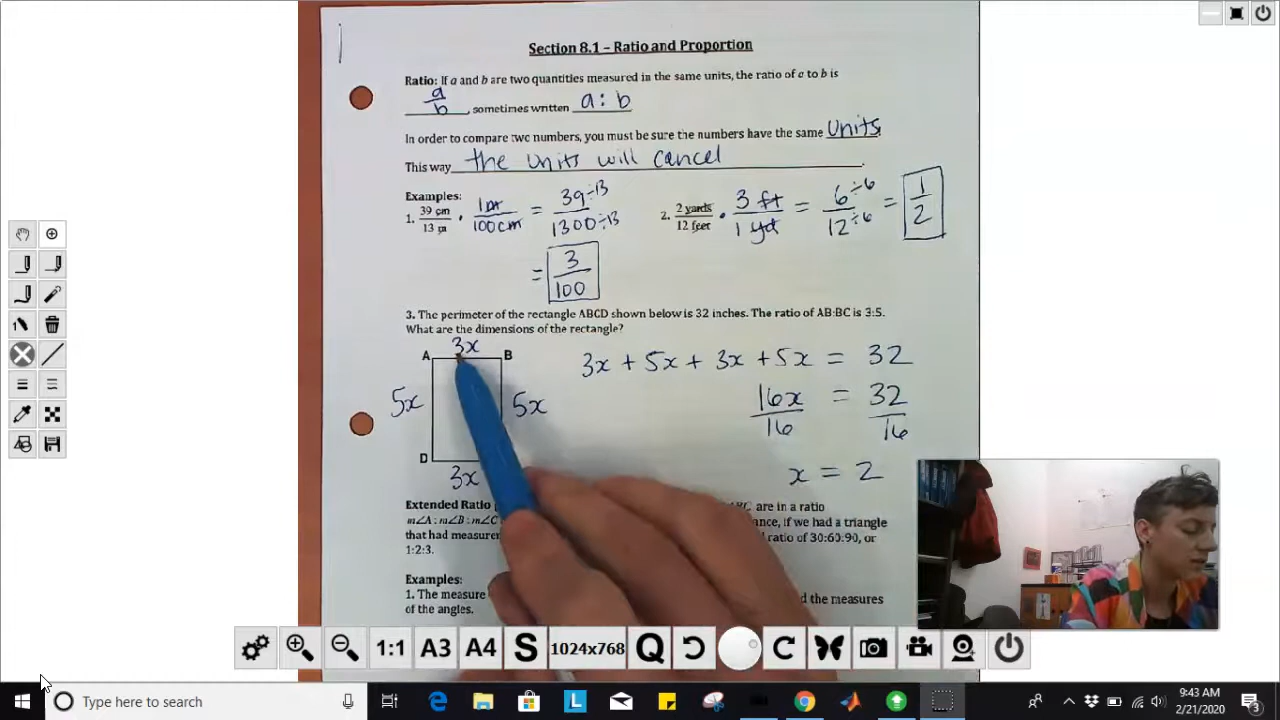 Section 8.1 – Ratio and Proportion
Ratio: If a and b are two quantities measured in the same units, the ratio of a to b is
a/b, sometimes written a : b
In order to compare two numbers, you must be sure the numbers have the same units.
This way the units will cancel.
Examples:
1. 39 cm/13 m · 1m/100cm = 39÷13/1300÷13
= 3/100
2. 2 yards/12 feet · 3 ft/1 yd = 6÷6/12÷6 = 1/2
3. The perimeter of the rectangle ABCD shown below is 32 inches. The ratio of AB:BC is 3:5.
What are the dimensions of the rectangle?
3x
A B
5x 5x
D
3x
3x + 5x + 3x + 5x = 32
16x/16 = 32/16
x = 2
Extended Ratio ABC are in a ratio
m∠A : m∠B : m∠C if we had a triangle
that had ratio of 30:60:90, or
1:2:3.
Examples:
1. The measure the measures
of the angles.
1:1 A3 A4 S 1024x768 Q
Type here to search
L
9:43 AM
2/21/2020
3